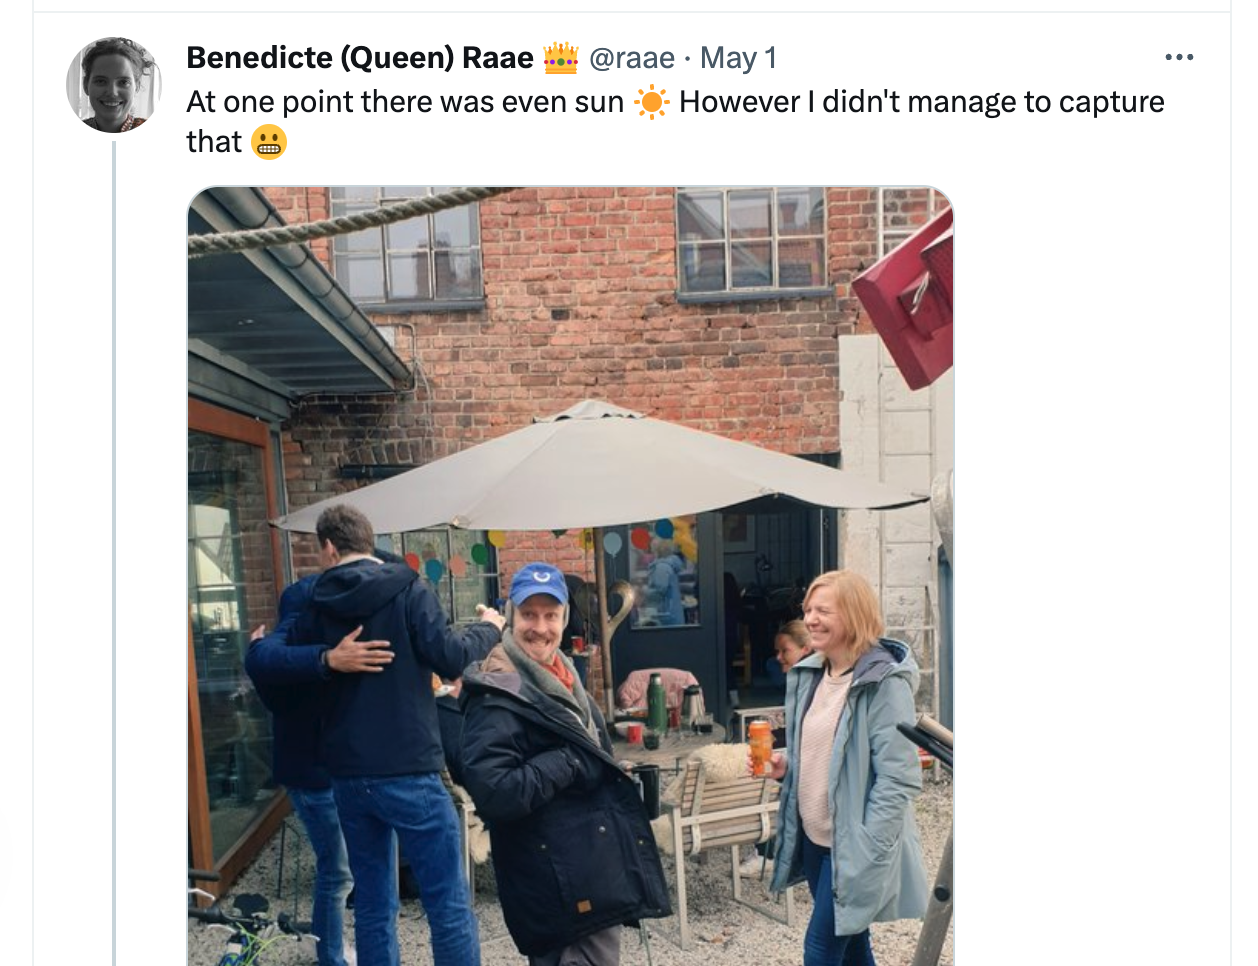 Benedicte (Queen) Raae 👑 @raae · May 1
At one point there was even sun ☀️ However I didn't manage to capture
that 😬